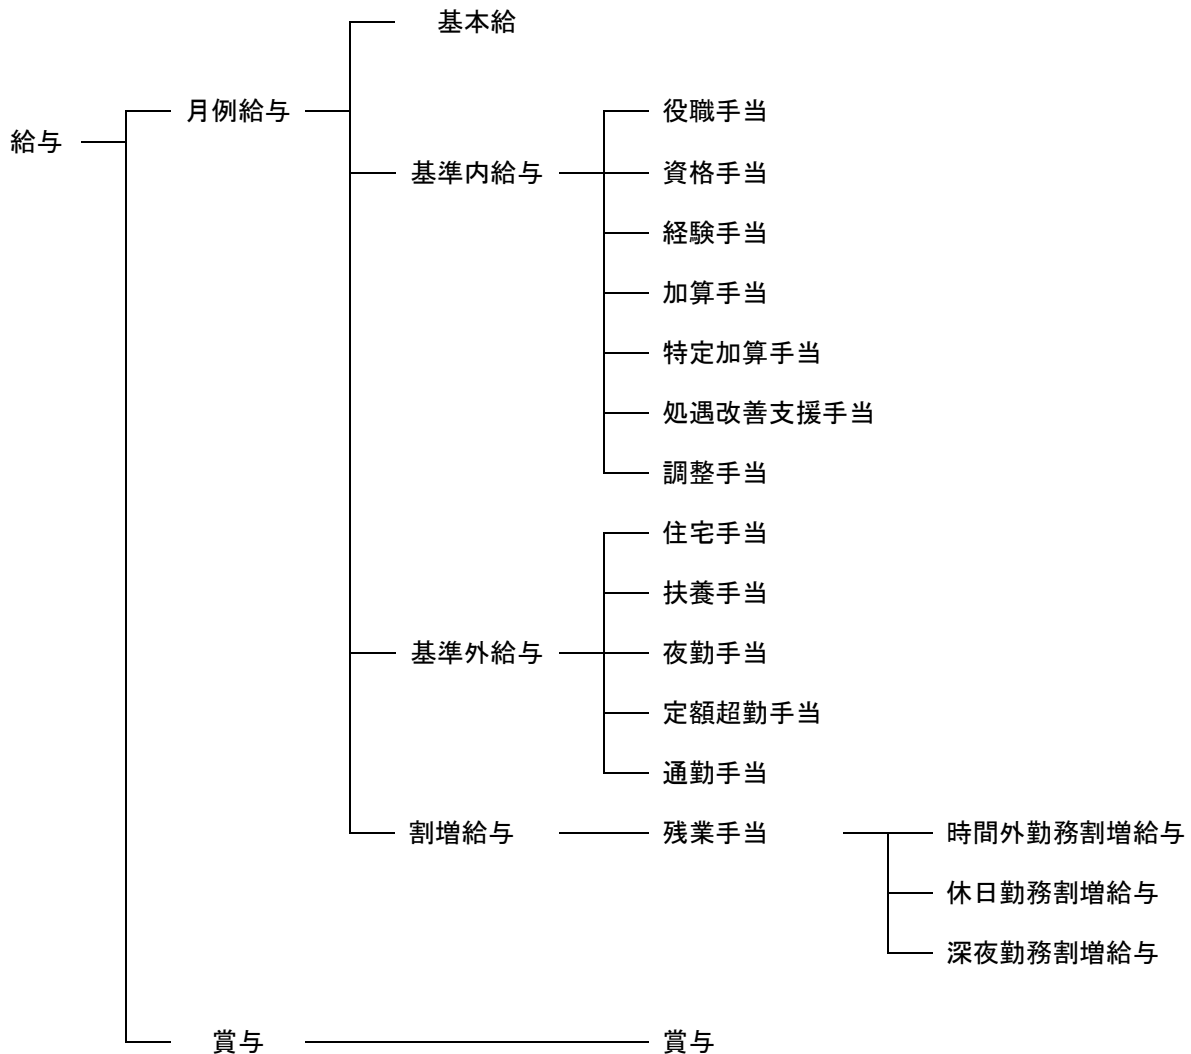 基本給
給与
月例給与
役職手当
基準内給与
資格手当
経験手当
加算手当
特定加算手当
処遇改善支援手当
調整手当
住宅手当
扶養手当
基準外給与
夜勤手当
定額超勤手当
通勤手当
割増給与
残業手当
時間外勤務割増給与
休日勤務割増給与
深夜勤務割増給与
賞与
賞与